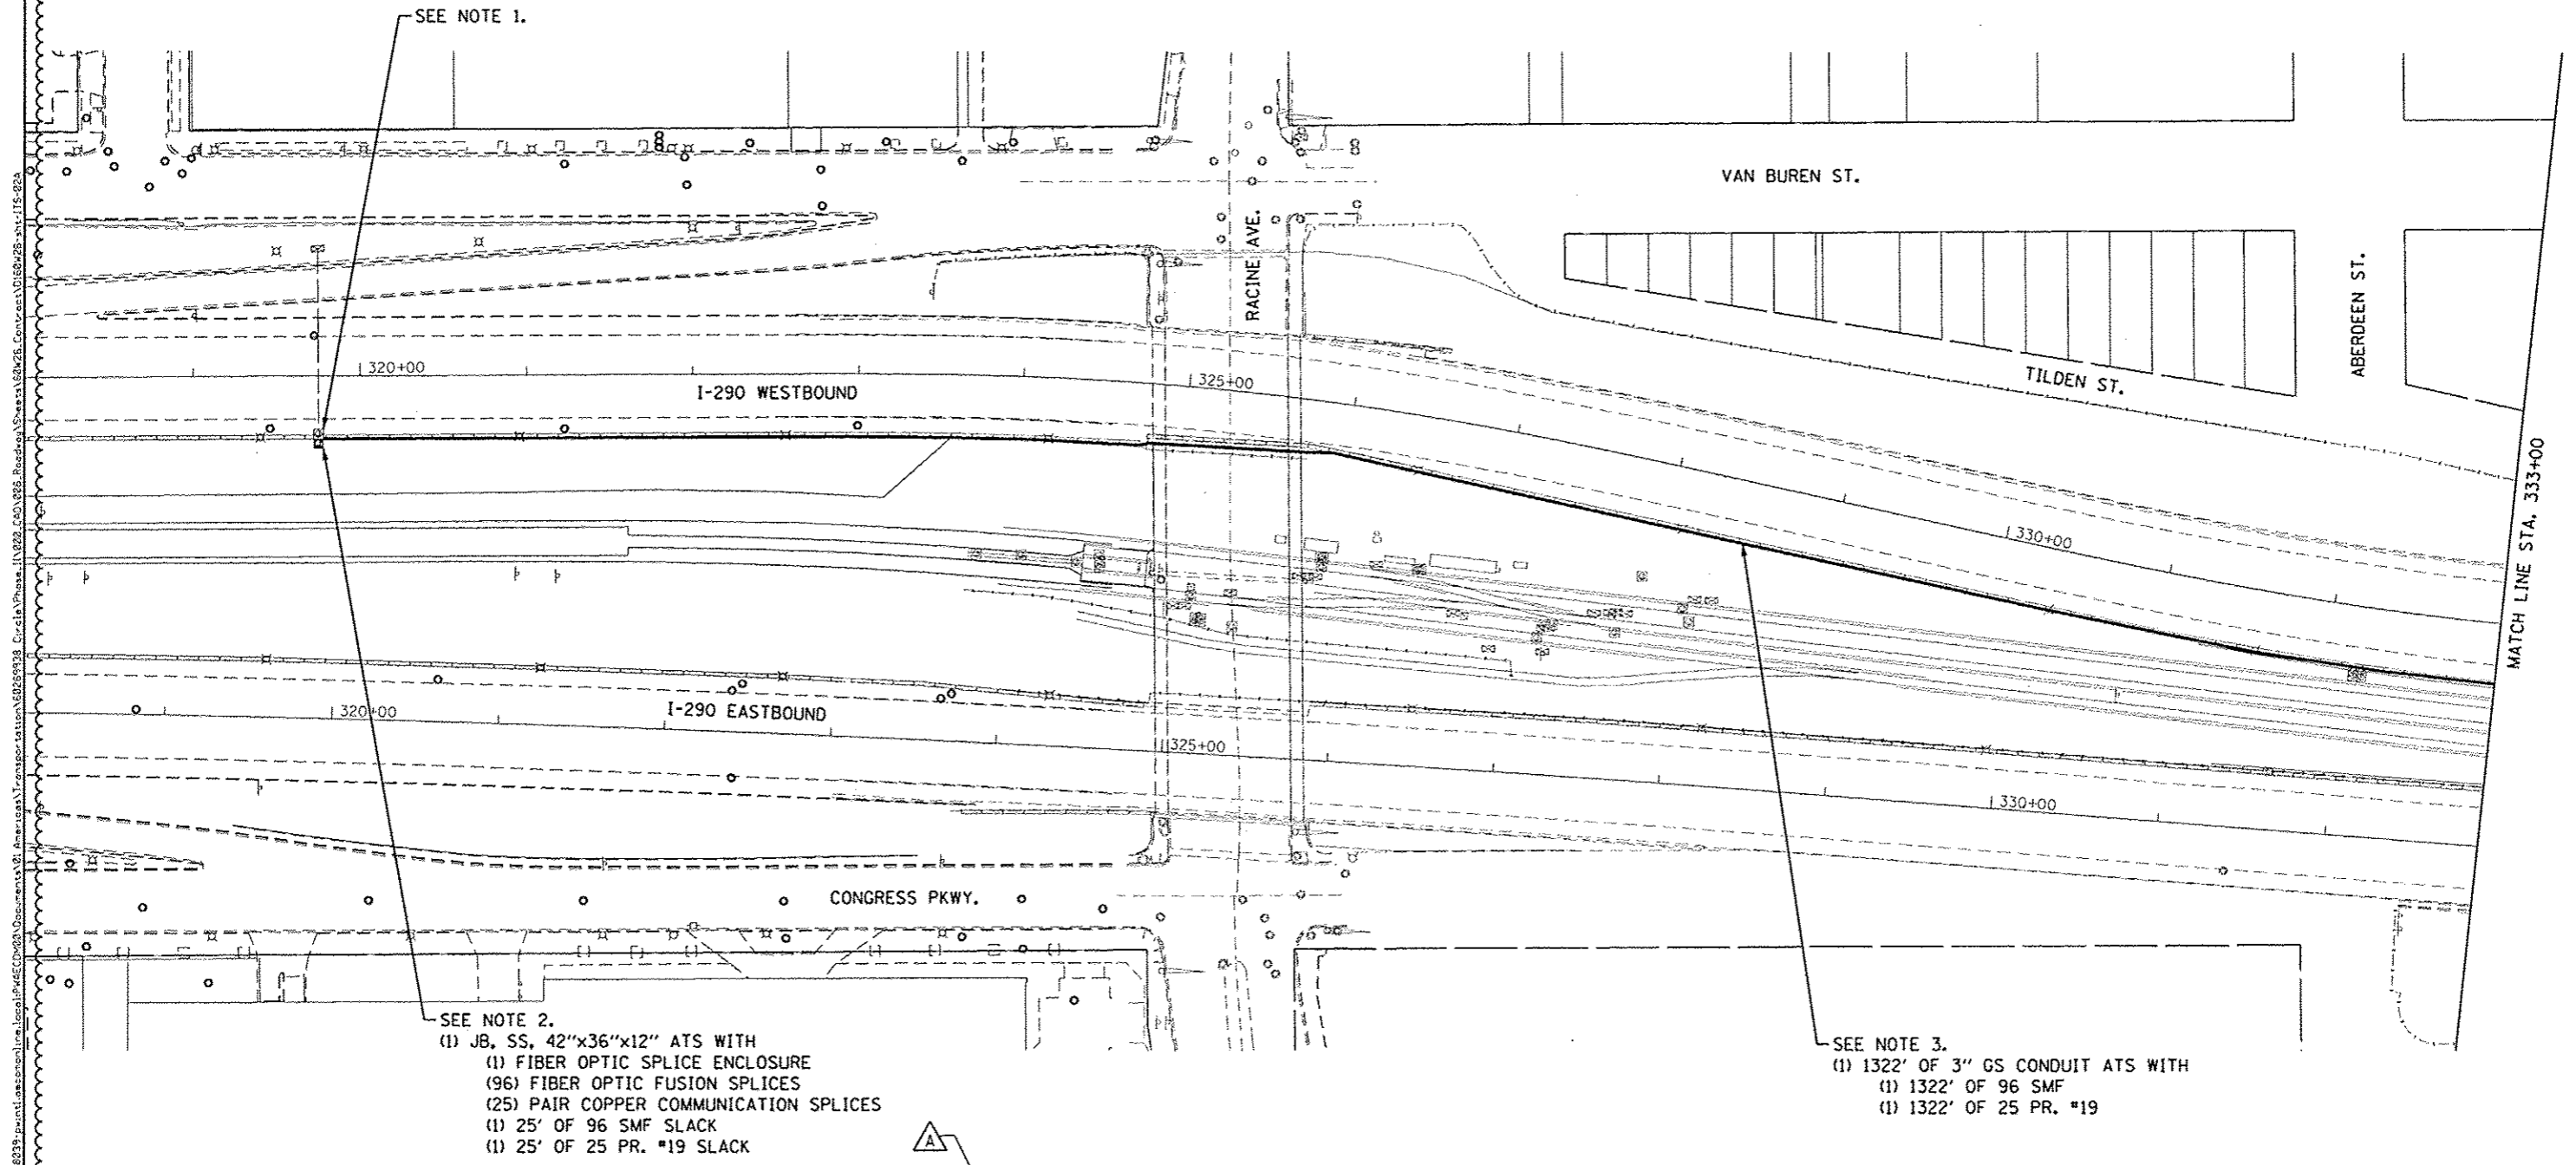 SEE NOTE 1.
VAN BUREN ST.
RACINE AVE.
ABERDEEN ST.
TILDEN ST.
320+00
325+00
I-290 WESTBOUND
330+00
MATCH LINE STA. 333+00
320+00
I-290 EASTBOUND
325+00
330+00
CONGRESS PKWY.
SEE NOTE 2.
(1) JB, SS, 42"x36"x12" ATS WITH
(1) FIBER OPTIC SPLICE ENCLOSURE
(96) FIBER OPTIC FUSION SPLICES
(25) PAIR COPPER COMMUNICATION SPLICES
(1) 25' OF 96 SMF SLACK
(1) 25' OF 25 PR. #19 SLACK
A
SEE NOTE 3.
(1) 1322' OF 3" GS CONDUIT ATS WITH
(1) 1322' OF 96 SMF
(1) 1322' OF 25 PR. #19